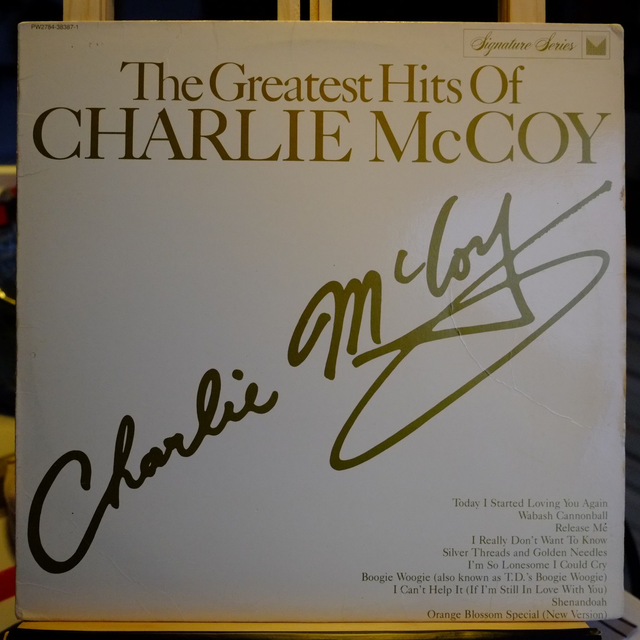 PW2784-38387-1
Signature Series
The Greatest Hits Of
CHARLIE McCOY
Charlie McCoy
Today I Started Loving You Again
Wabash Cannonball
Release Me
I Really Don't Want To Know
Silver Threads and Golden Needles
I'm So Lonesome I Could Cry
Boogie Woogie (also known as T.D.'s Boogie Woogie)
I Can't Help It (If I'm Still In Love With You)
Shenandoah
Orange Blossom Special (New Version)